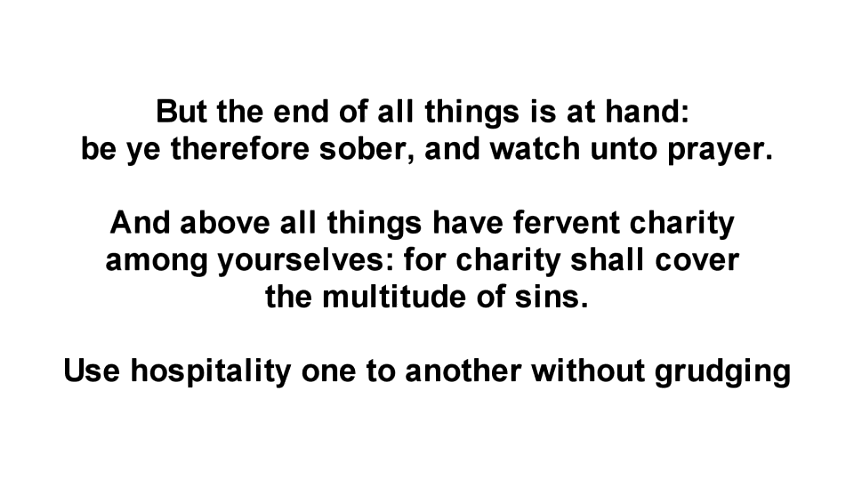 But the end of all things is at hand:
be ye therefore sober, and watch unto prayer.
And above all things have fervent charity
among yourselves: for charity shall cover
the multitude of sins.
Use hospitality one to another without grudging